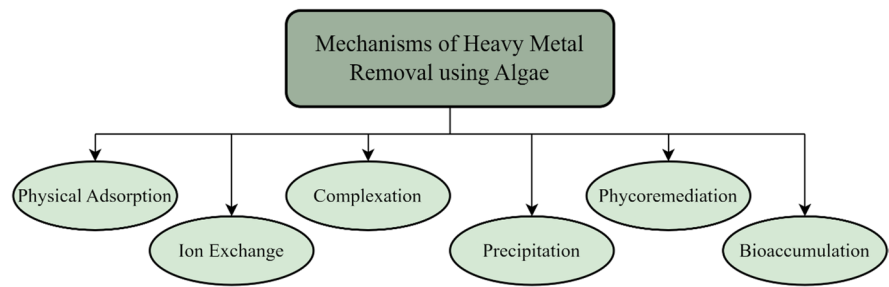 Mechanisms of Heavy Metal
Removal using Algae
Physical Adsorption
Ion Exchange
Complexation
Precipitation
Phycoremediation
Bioaccumulation